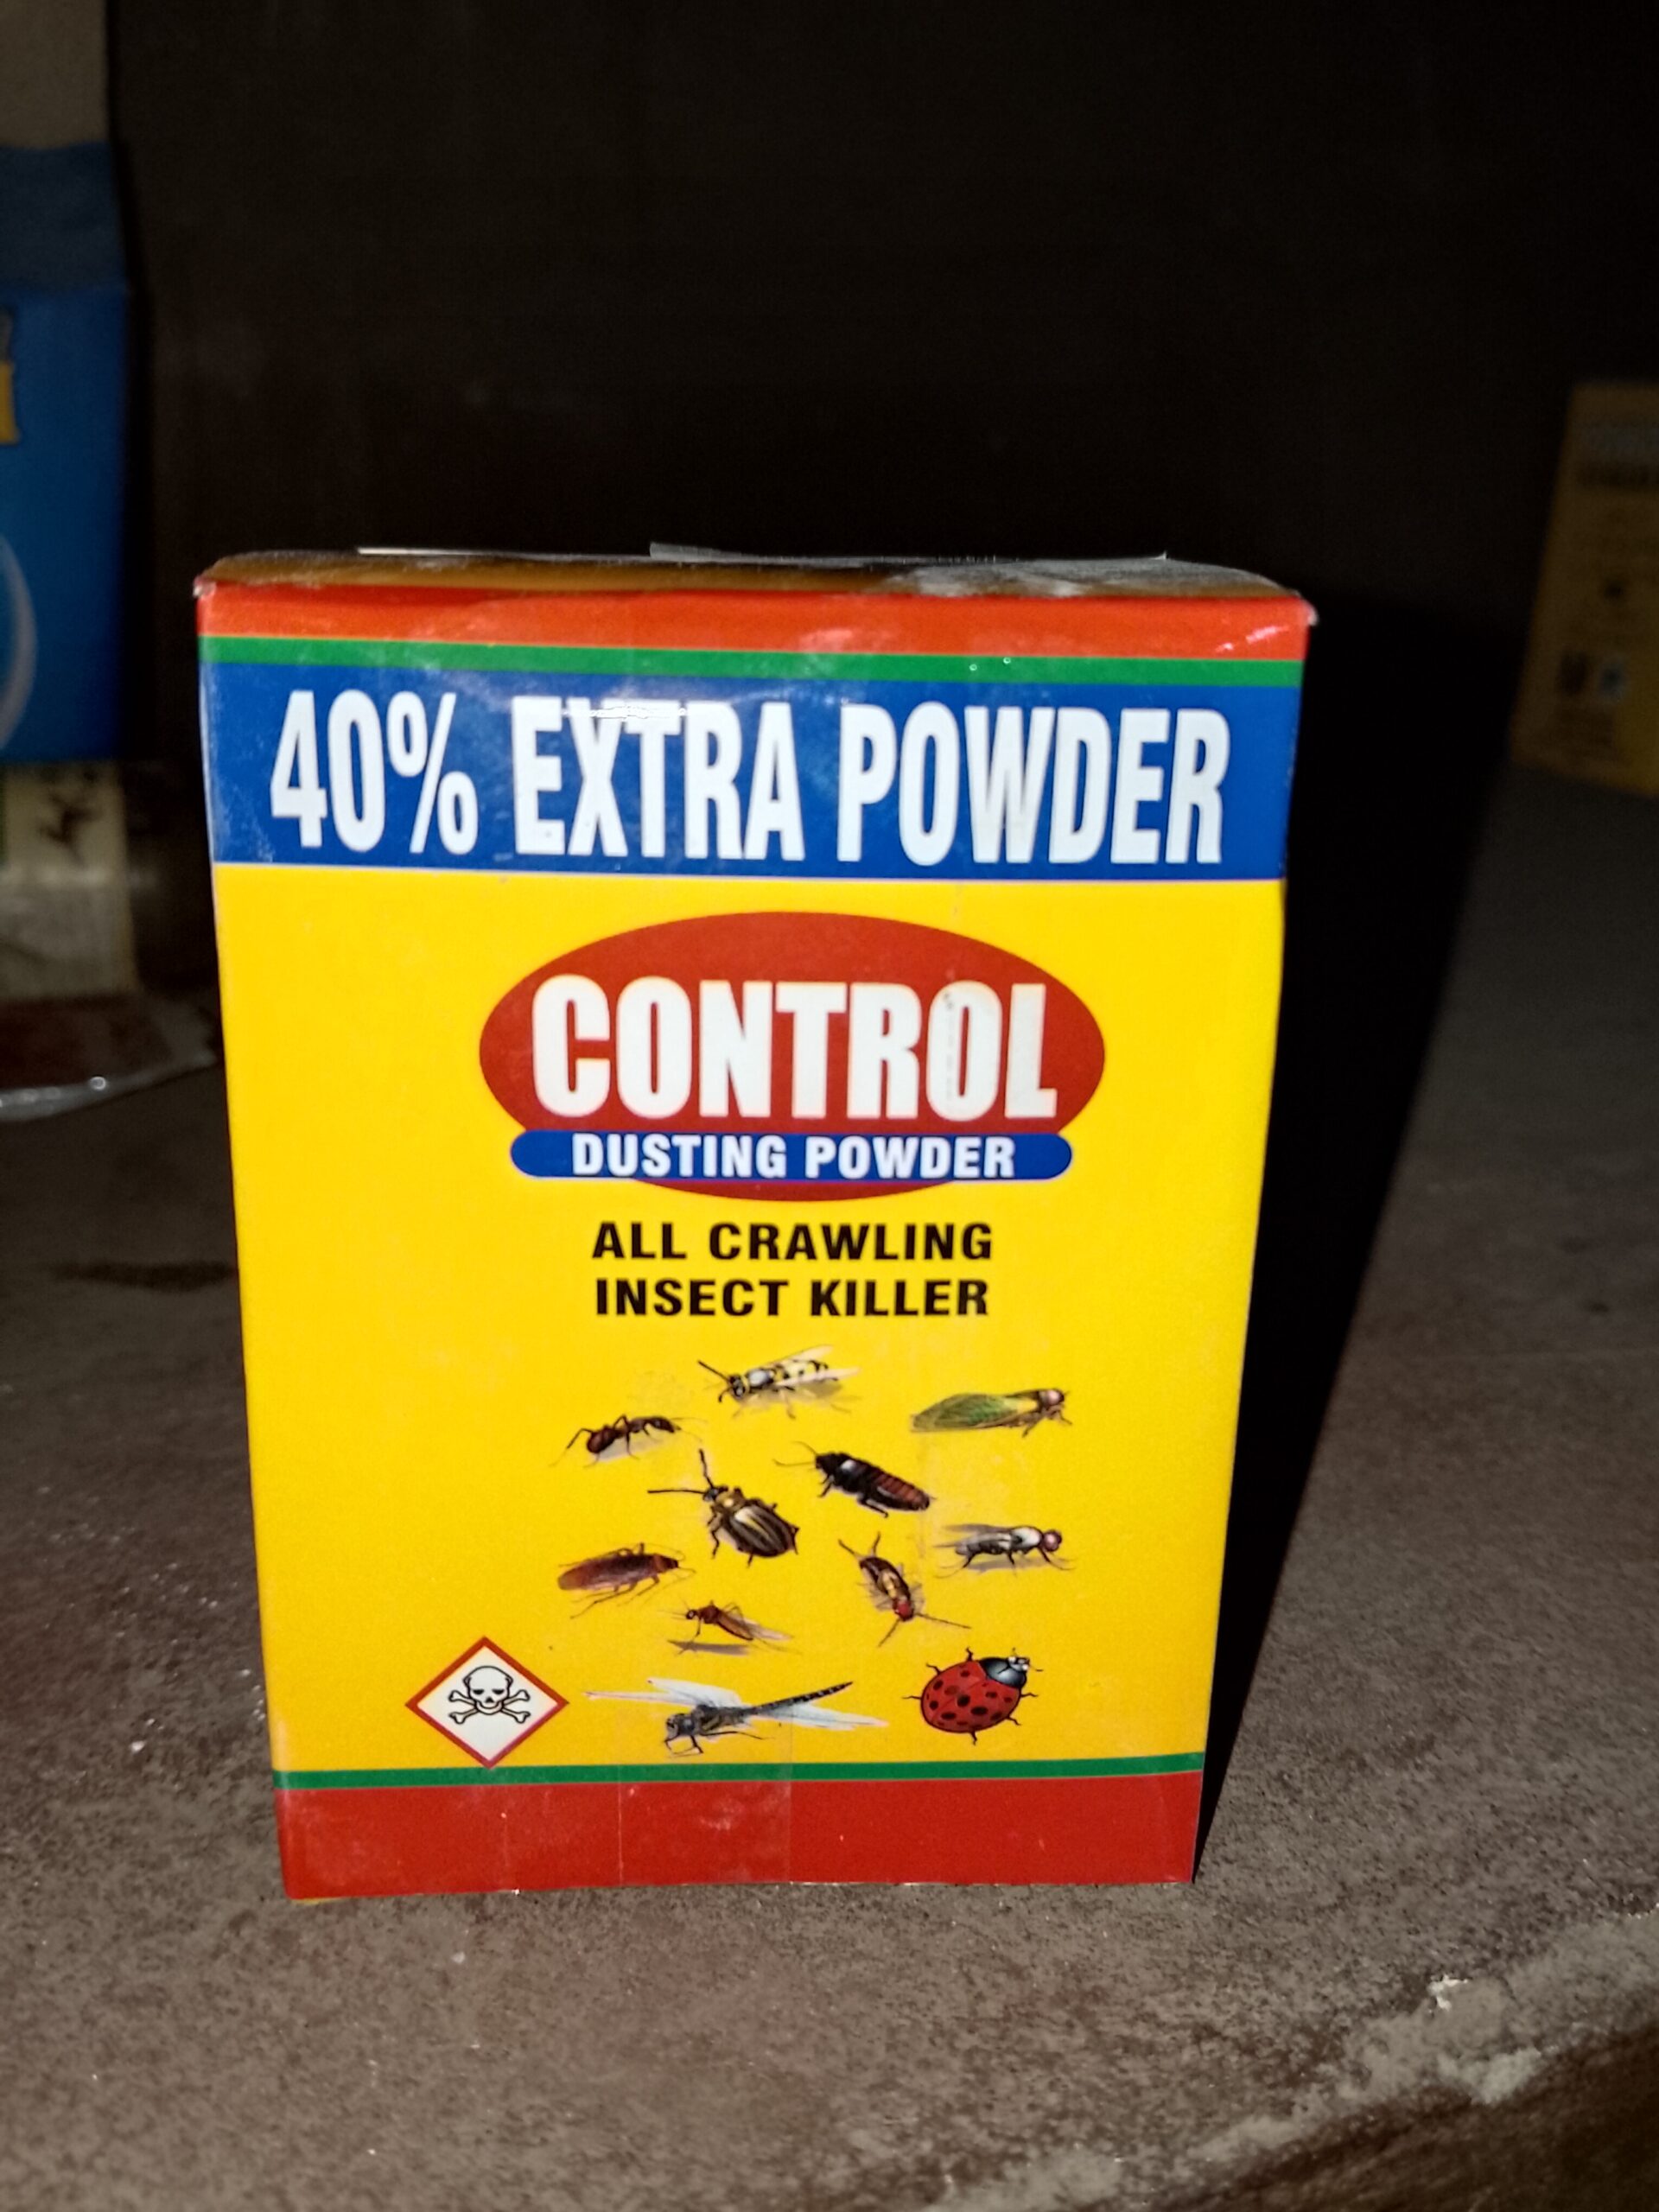 40% EXTRA POWDER
CONTROL
DUSTING POWDER
ALL CRAWLING
INSECT KILLER